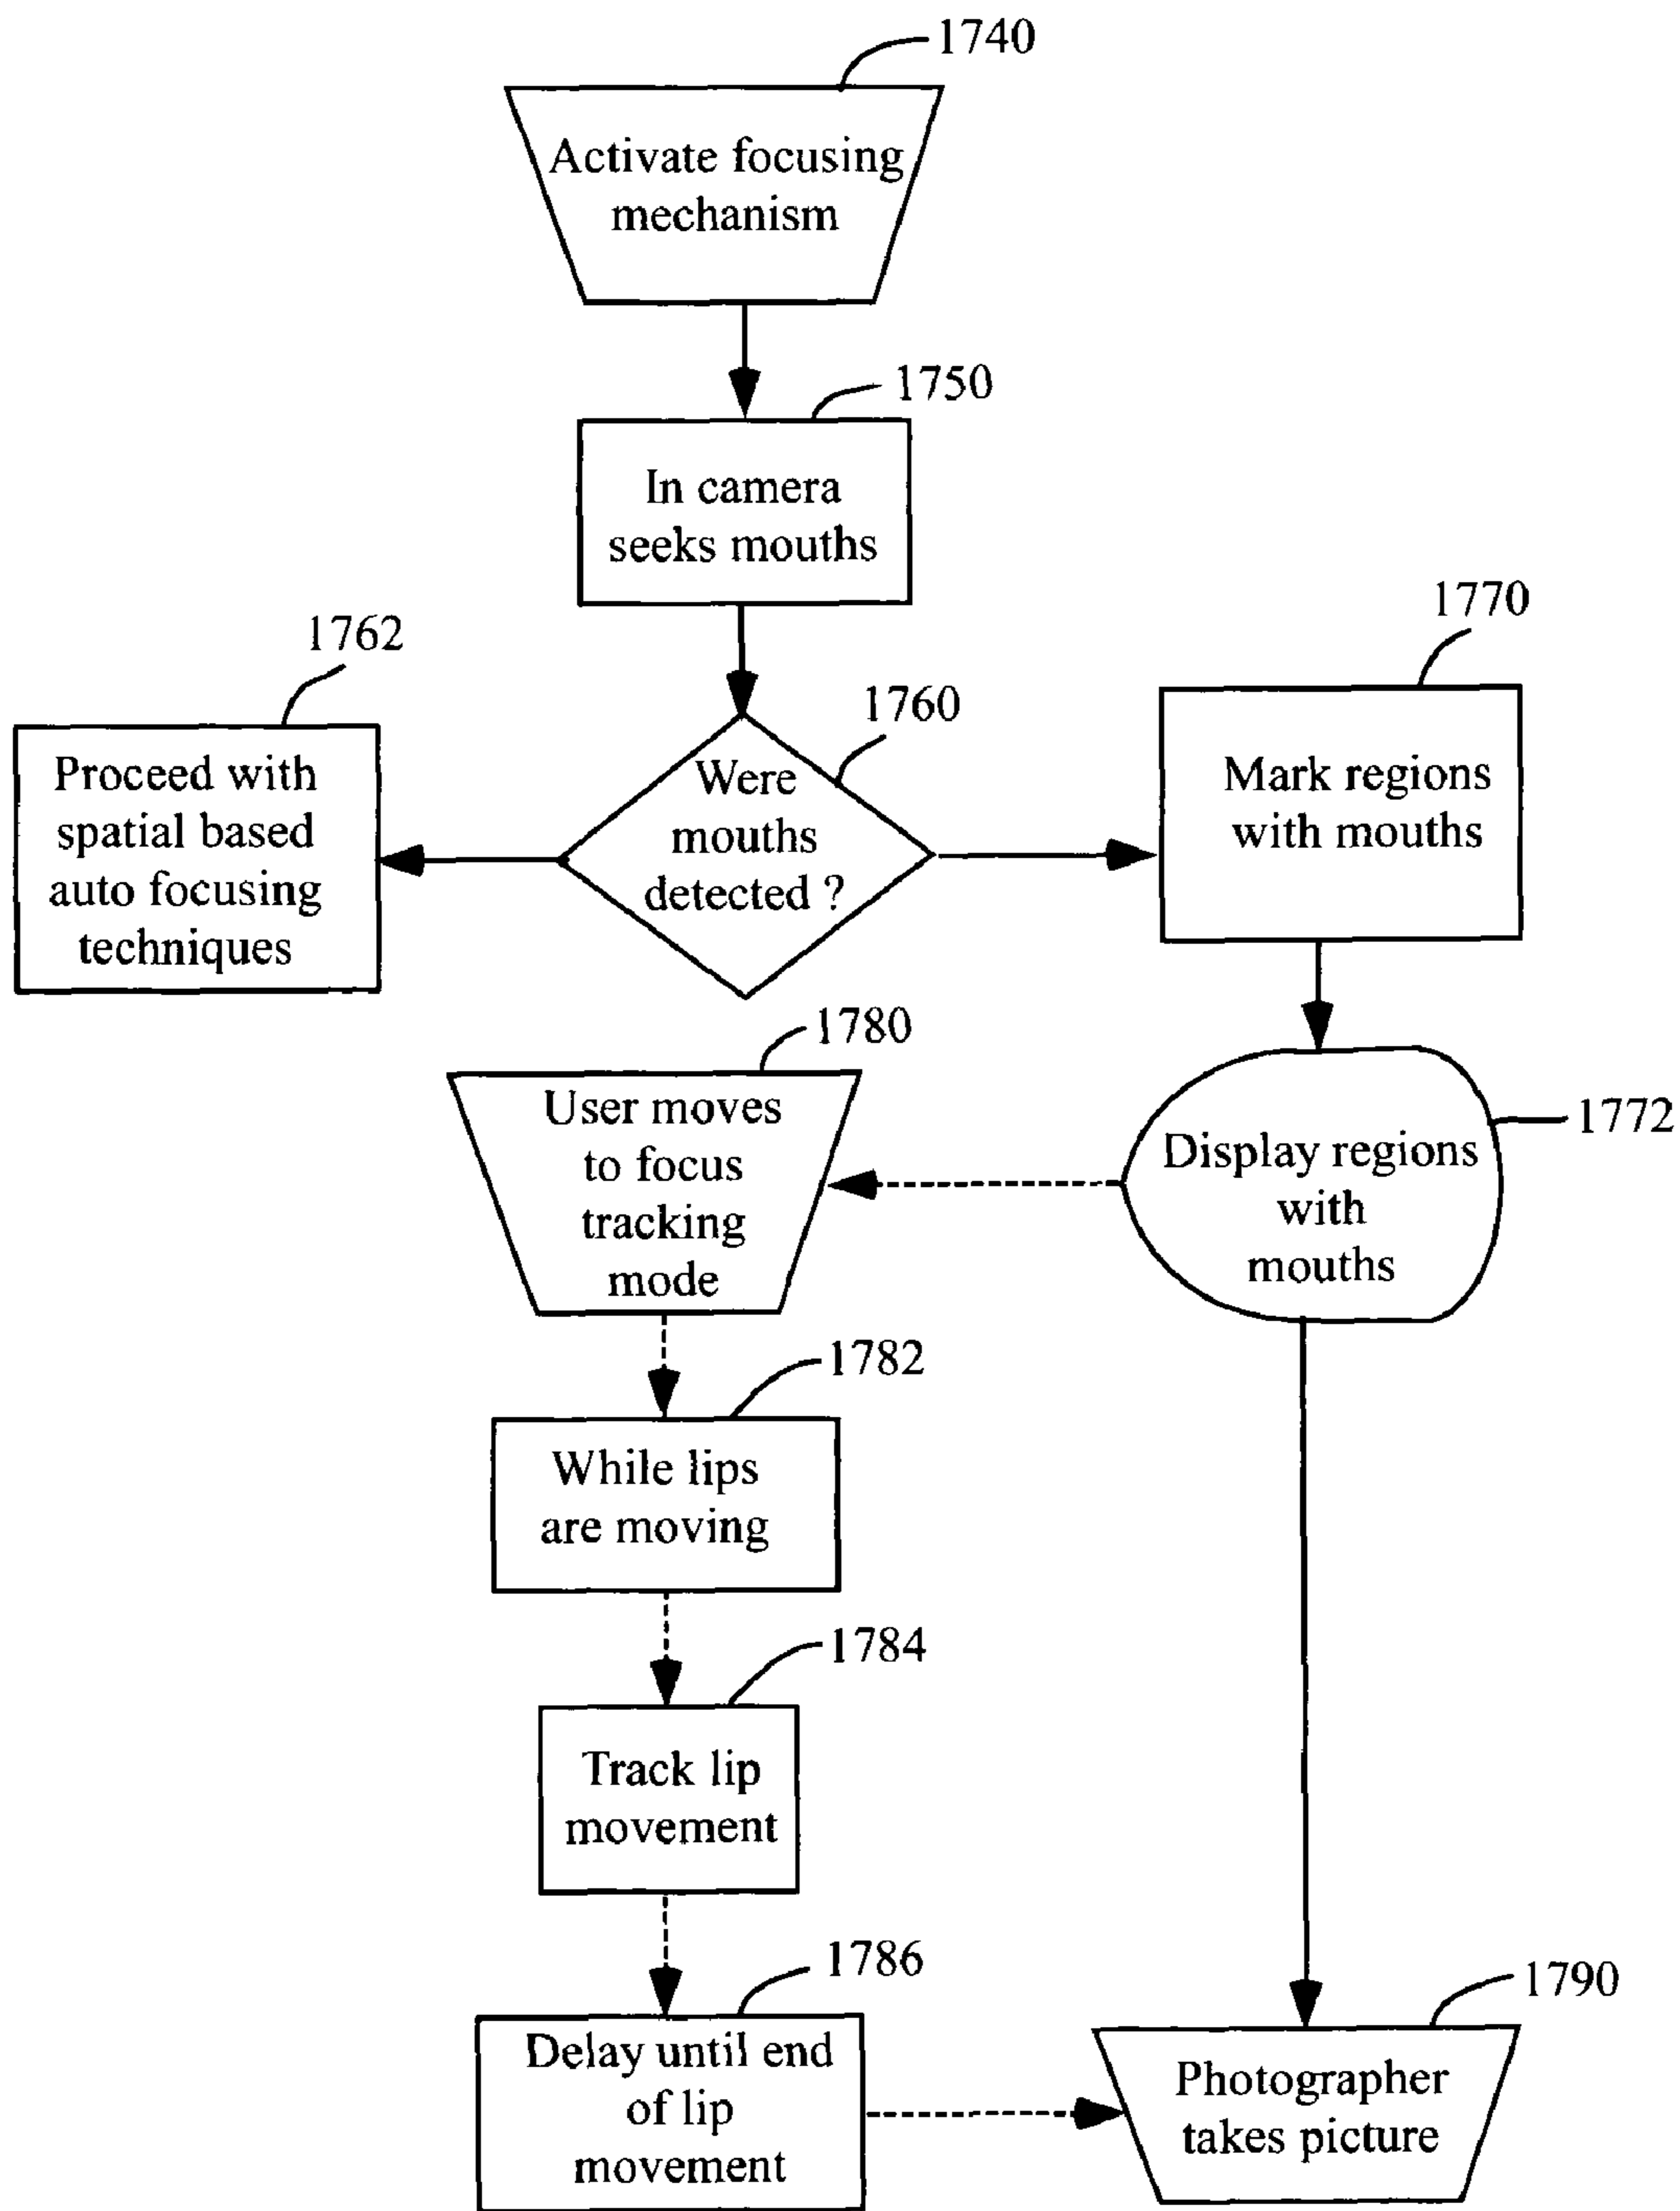 1740
Activate focusing
mechanism
1750
In camera
seeks mouths
1762
Proceed with
spatial based
auto focusing
techniques
1760
Were
mouths
detected ?
1770
Mark regions
with mouths
1780
User moves
to focus
tracking
mode
1772
Display regions
with
mouths
1782
While lips
are moving
1784
Track lip
movement
1786
Delay until end
of lip
movement
1790
Photographer
takes picture